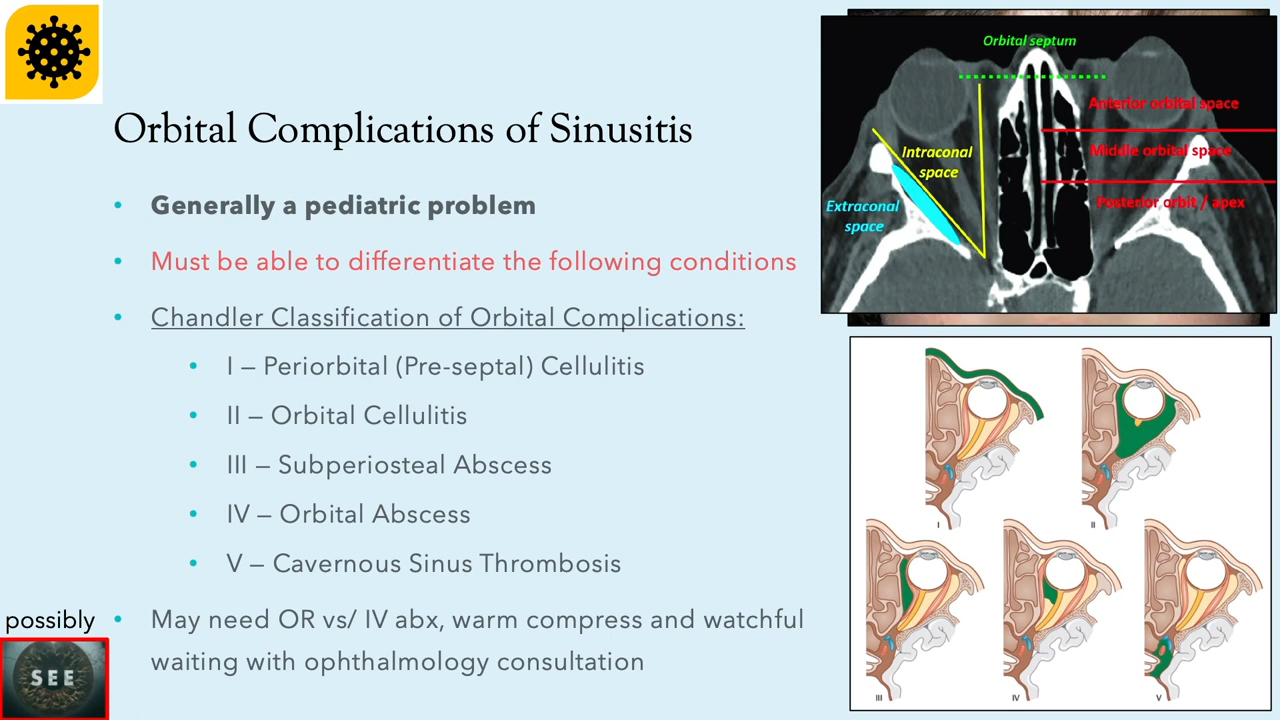 Orbital Complications of Sinusitis
• Generally a pediatric problem
• Must be able to differentiate the following conditions
• Chandler Classification of Orbital Complications:
• I – Periorbital (Pre-septal) Cellulitis
• II – Orbital Cellulitis
• III – Subperiosteal Abscess
• IV – Orbital Abscess
• V – Cavernous Sinus Thrombosis
possibly
• May need OR vs/ IV abx, warm compress and watchful
waiting with ophthalmology consultation
SEE
Orbital septum
Anterior orbital space
Intraconal
space
Middle orbital space
Extraconal
space
Posterior orbit / apex
I
II
III
IV
V